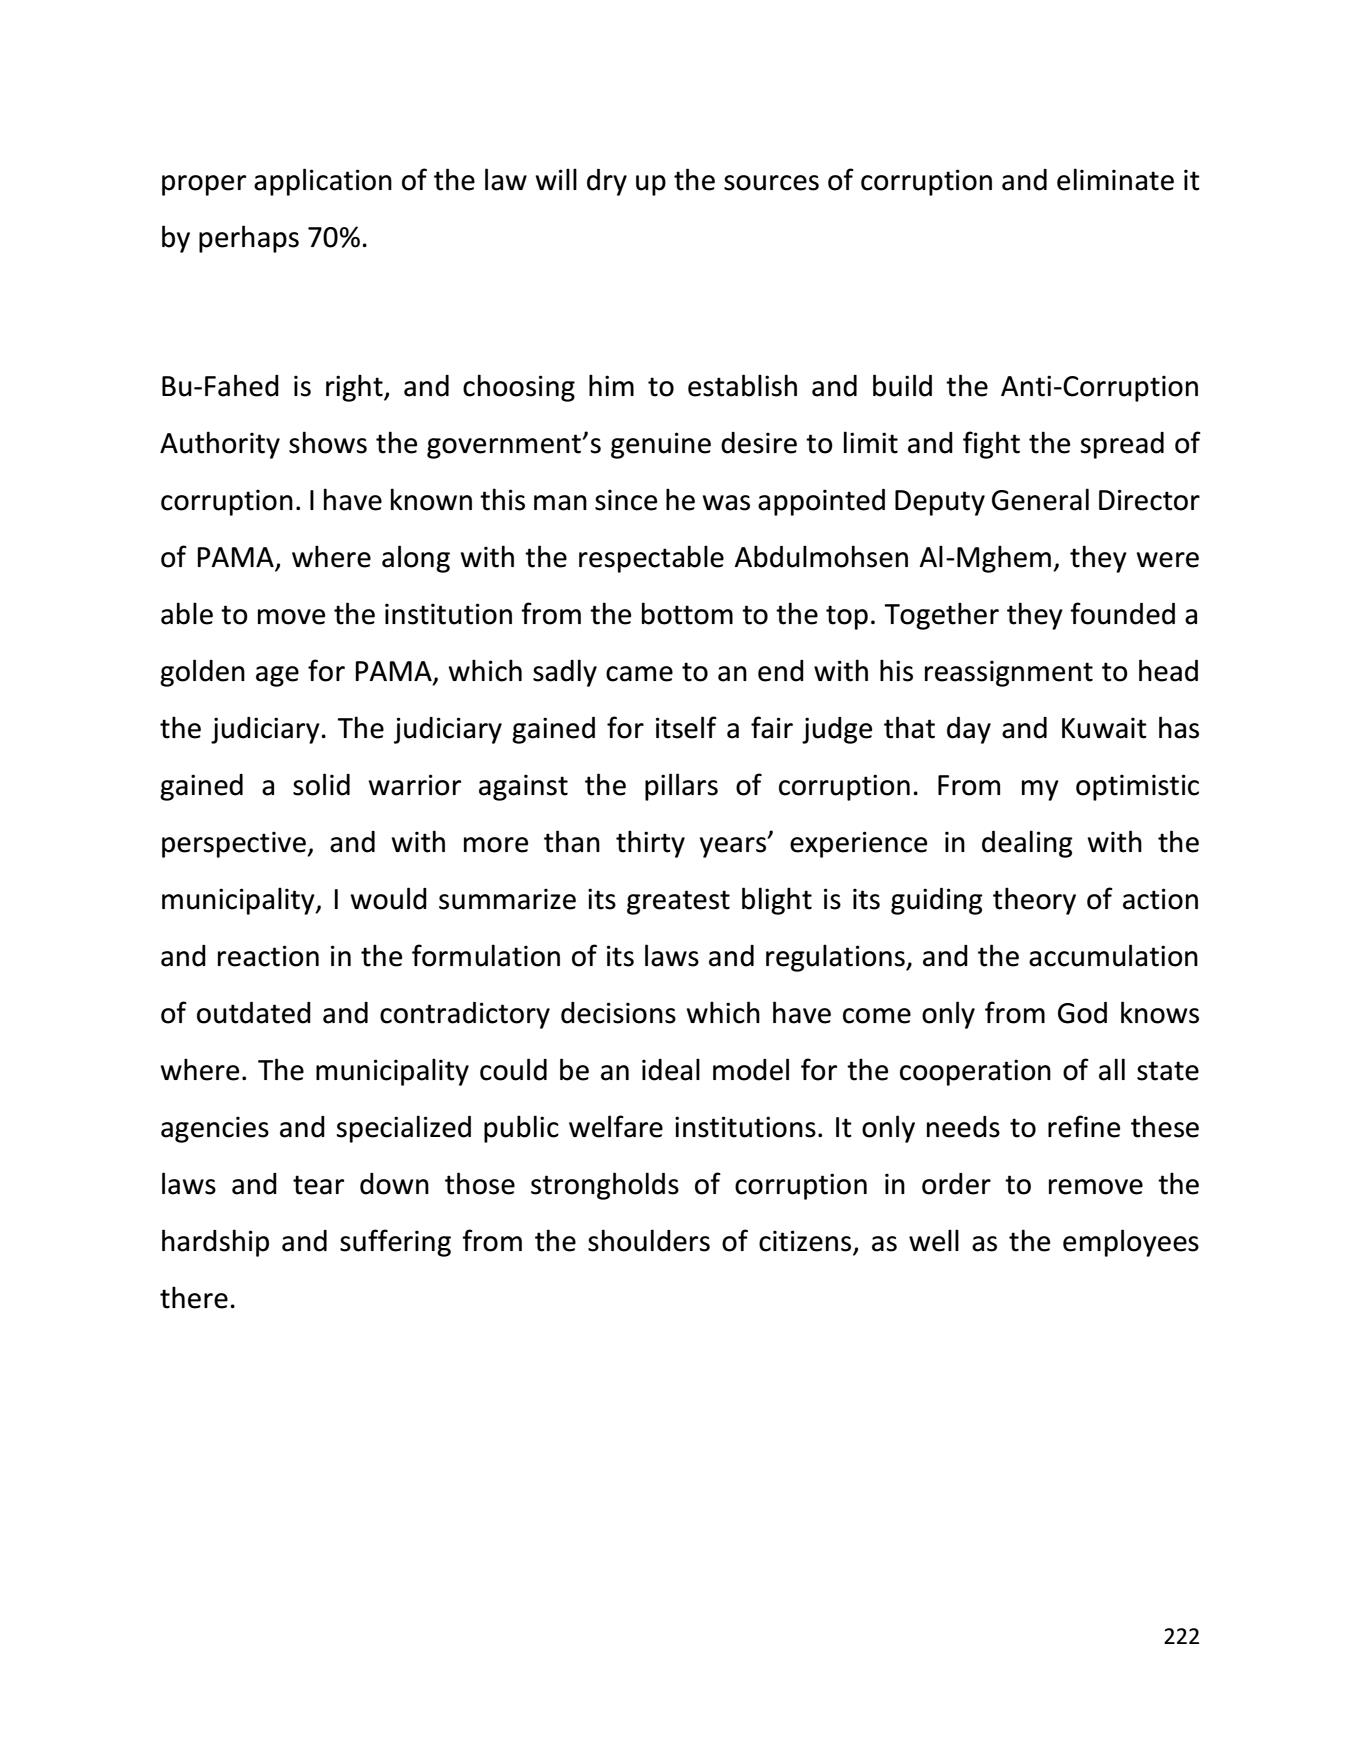 proper application of the law will dry up the sources of corruption and eliminate it
by perhaps 70%.
Bu-Fahed is right, and choosing him to establish and build the Anti-Corruption
Authority shows the government’s genuine desire to limit and fight the spread of
corruption. I have known this man since he was appointed Deputy General Director
of PAMA, where along with the respectable Abdulmohsen Al-Mghem, they were
able to move the institution from the bottom to the top. Together they founded a
golden age for PAMA, which sadly came to an end with his reassignment to head
the judiciary. The judiciary gained for itself a fair judge that day and Kuwait has
gained a solid warrior against the pillars of corruption. From my optimistic
perspective, and with more than thirty years’ experience in dealing with the
municipality, I would summarize its greatest blight is its guiding theory of action
and reaction in the formulation of its laws and regulations, and the accumulation
of outdated and contradictory decisions which have come only from God knows
where. The municipality could be an ideal model for the cooperation of all state
agencies and specialized public welfare institutions. It only needs to refine these
laws and tear down those strongholds of corruption in order to remove the
hardship and suffering from the shoulders of citizens, as well as the employees
there.
222